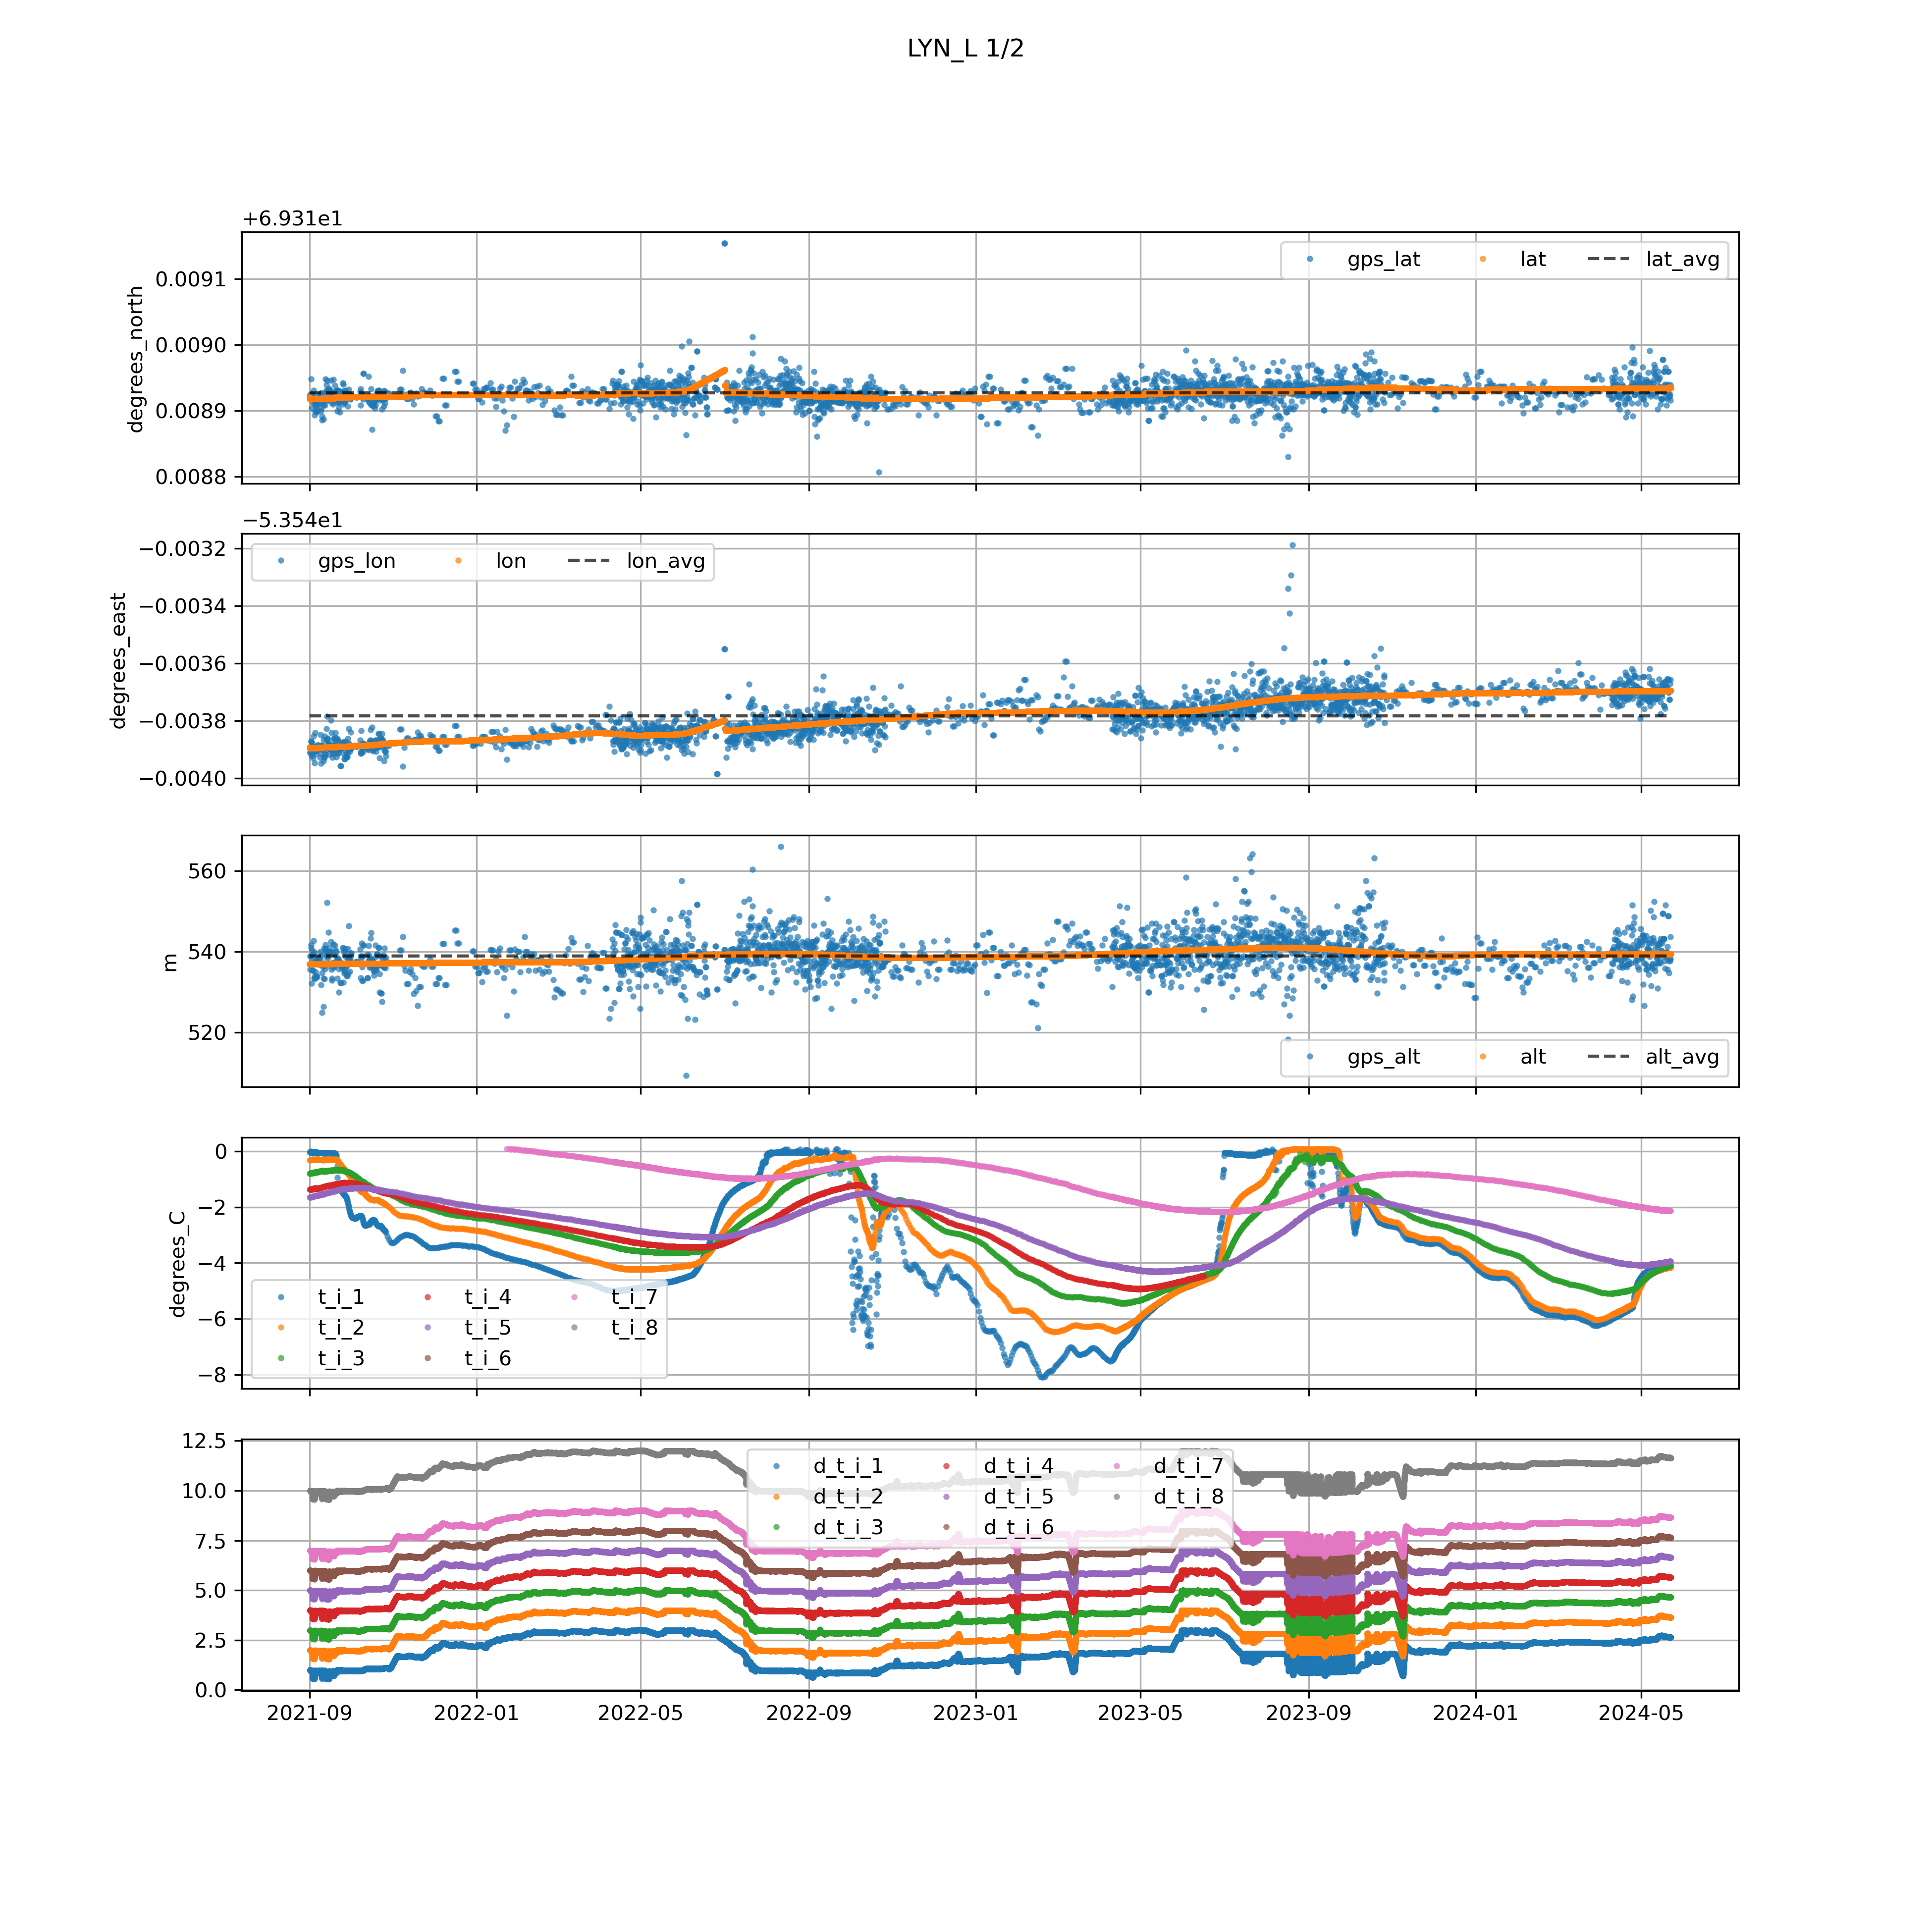 LYN_L 1/2
+6.931e1
degrees_north
0.0091
0.0090
0.0089
0.0088
gps_lat lat lat_avg
−5.354e1
degrees_east
−0.0032
−0.0034
−0.0036
−0.0038
−0.0040
gps_lon lon lon_avg
m
560
540
520
gps_alt alt alt_avg
degrees_C
0
−2
−4
−6
−8
t_i_1 t_i_4 t_i_7
t_i_2 t_i_5 t_i_8
t_i_3 t_i_6
12.5
10.0
7.5
5.0
2.5
0.0
d_t_i_1 d_t_i_4 d_t_i_7
d_t_i_2 d_t_i_5 d_t_i_8
d_t_i_3 d_t_i_6
2021-09 2022-01 2022-05 2022-09 2023-01 2023-05 2023-09 2024-01 2024-05